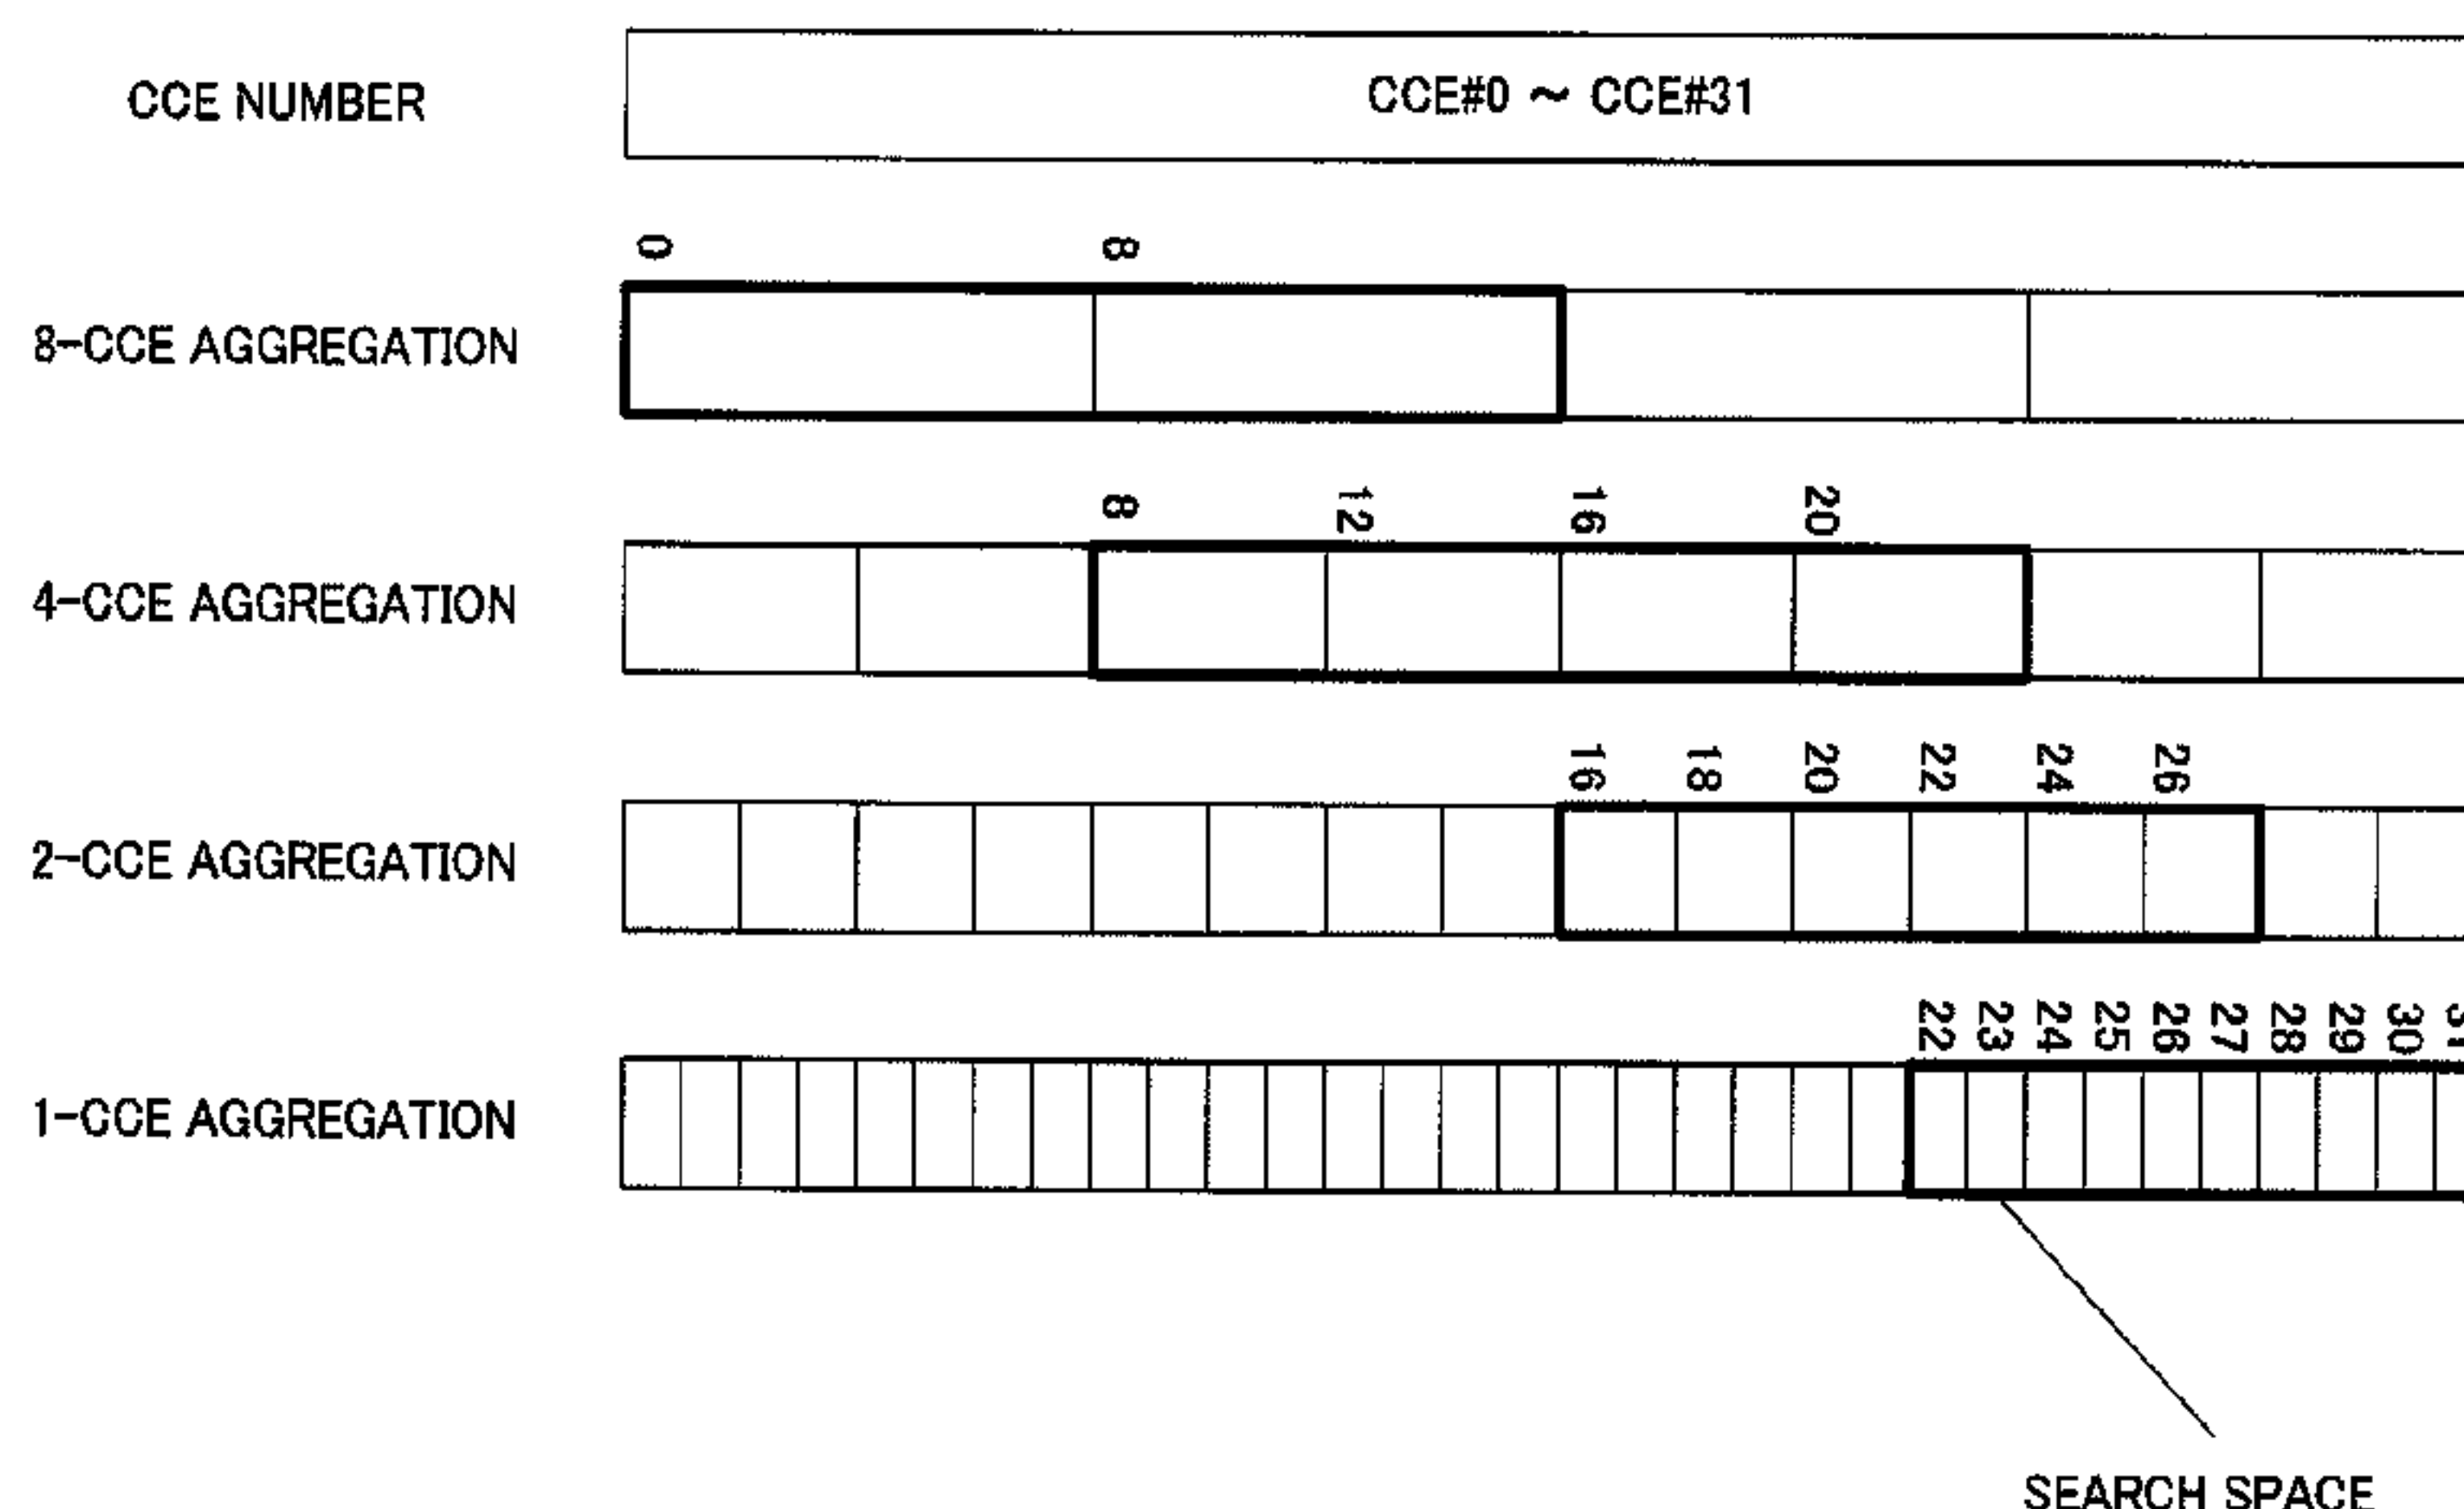 CCE NUMBER
CCE#0 ~ CCE#31
0 8
8-CCE AGGREGATION
8 12 16 20
4-CCE AGGREGATION
16 18 20 22 24 26
2-CCE AGGREGATION
22 23 24 25 26 27 28 29 30
1-CCE AGGREGATION
SEARCH SPACE